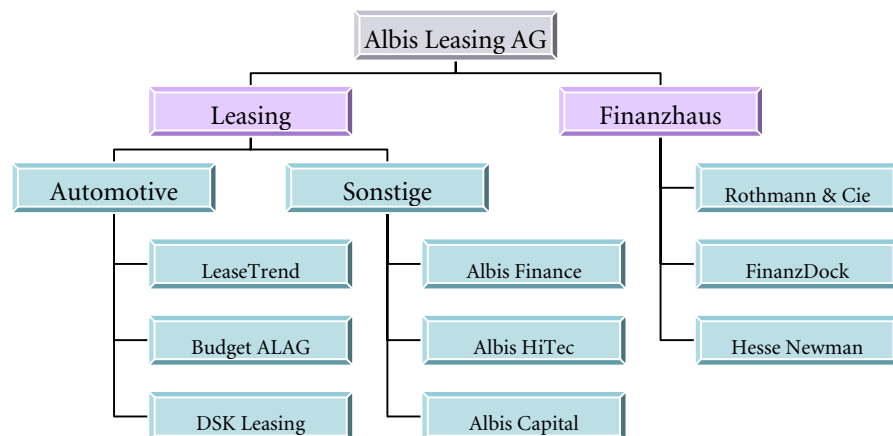 Albis Leasing AG
Leasing
Finanzhaus
Automotive
Sonstige
Rothmann & Cie
LeaseTrend
Albis Finance
FinanzDock
Budget ALAG
Albis HiTec
Hesse Newman
DSK Leasing
Albis Capital